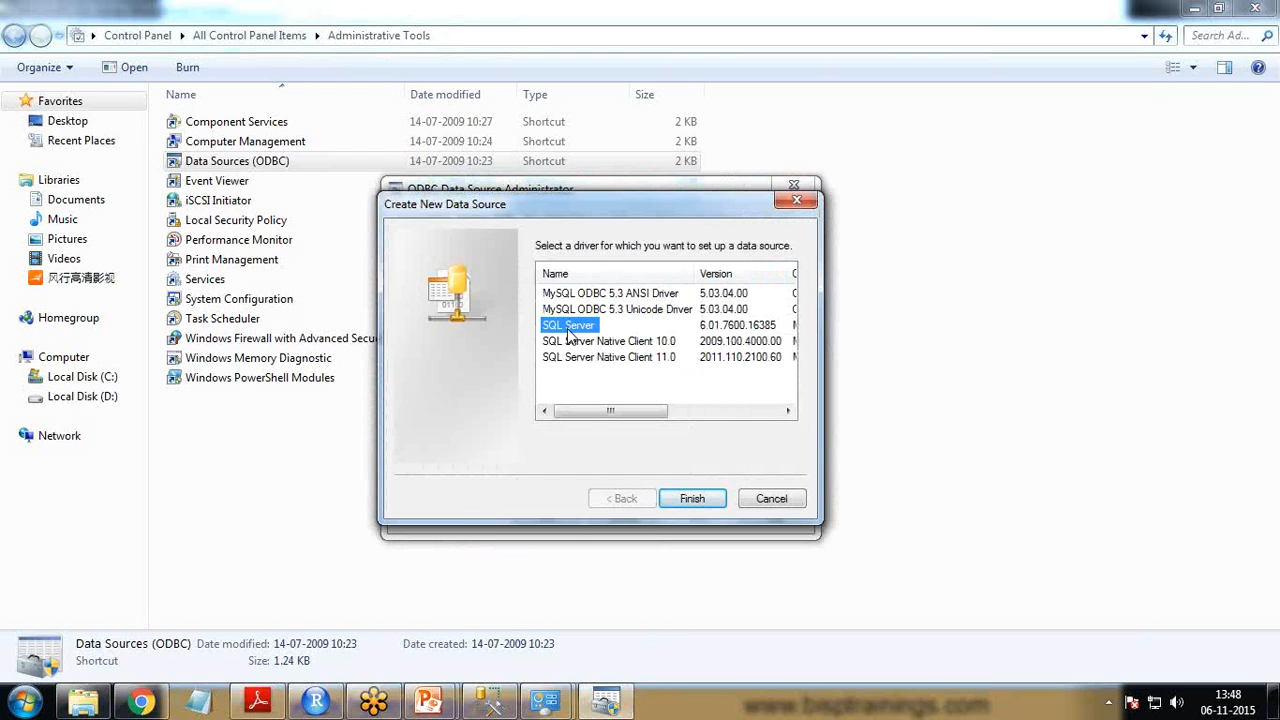 Control Panel All Control Panel Items Administrative Tools
Search Ad...
Organize Open Burn
Favorites
Desktop
Recent Places
Libraries
Documents
Music
Pictures
Videos
风行高清影视
Homegroup
Computer
Local Disk (C:)
Local Disk (D:)
Network
Name Date modified Type Size
Component Services 14-07-2009 10:27 Shortcut 2 KB
Computer Management 14-07-2009 10:24 Shortcut 2 KB
Data Sources (ODBC) 14-07-2009 10:23 Shortcut 2 KB
Event Viewer
iSCSI Initiator
Local Security Policy
Performance Monitor
Print Management
Services
System Configuration
Task Scheduler
Windows Firewall with Advanced Secu
Windows Memory Diagnostic
Windows PowerShell Modules
ODBC Data Source Administrator
Create New Data Source
Select a driver for which you want to set up a data source.
Name Version
MySQL ODBC 5.3 ANSI Driver 5.03.04.00
MySQL ODBC 5.3 Unicode Driver 5.03.04.00
SQL Server 6.01.7600.16385
SQL Server Native Client 10.0 2009.100.4000.00
SQL Server Native Client 11.0 2011.110.2100.60
< Back Finish Cancel
Data Sources (ODBC) Date modified: 14-07-2009 10:23 Date created: 14-07-2009 10:23
Shortcut Size: 1.24 KB
13:48
06-11-2015